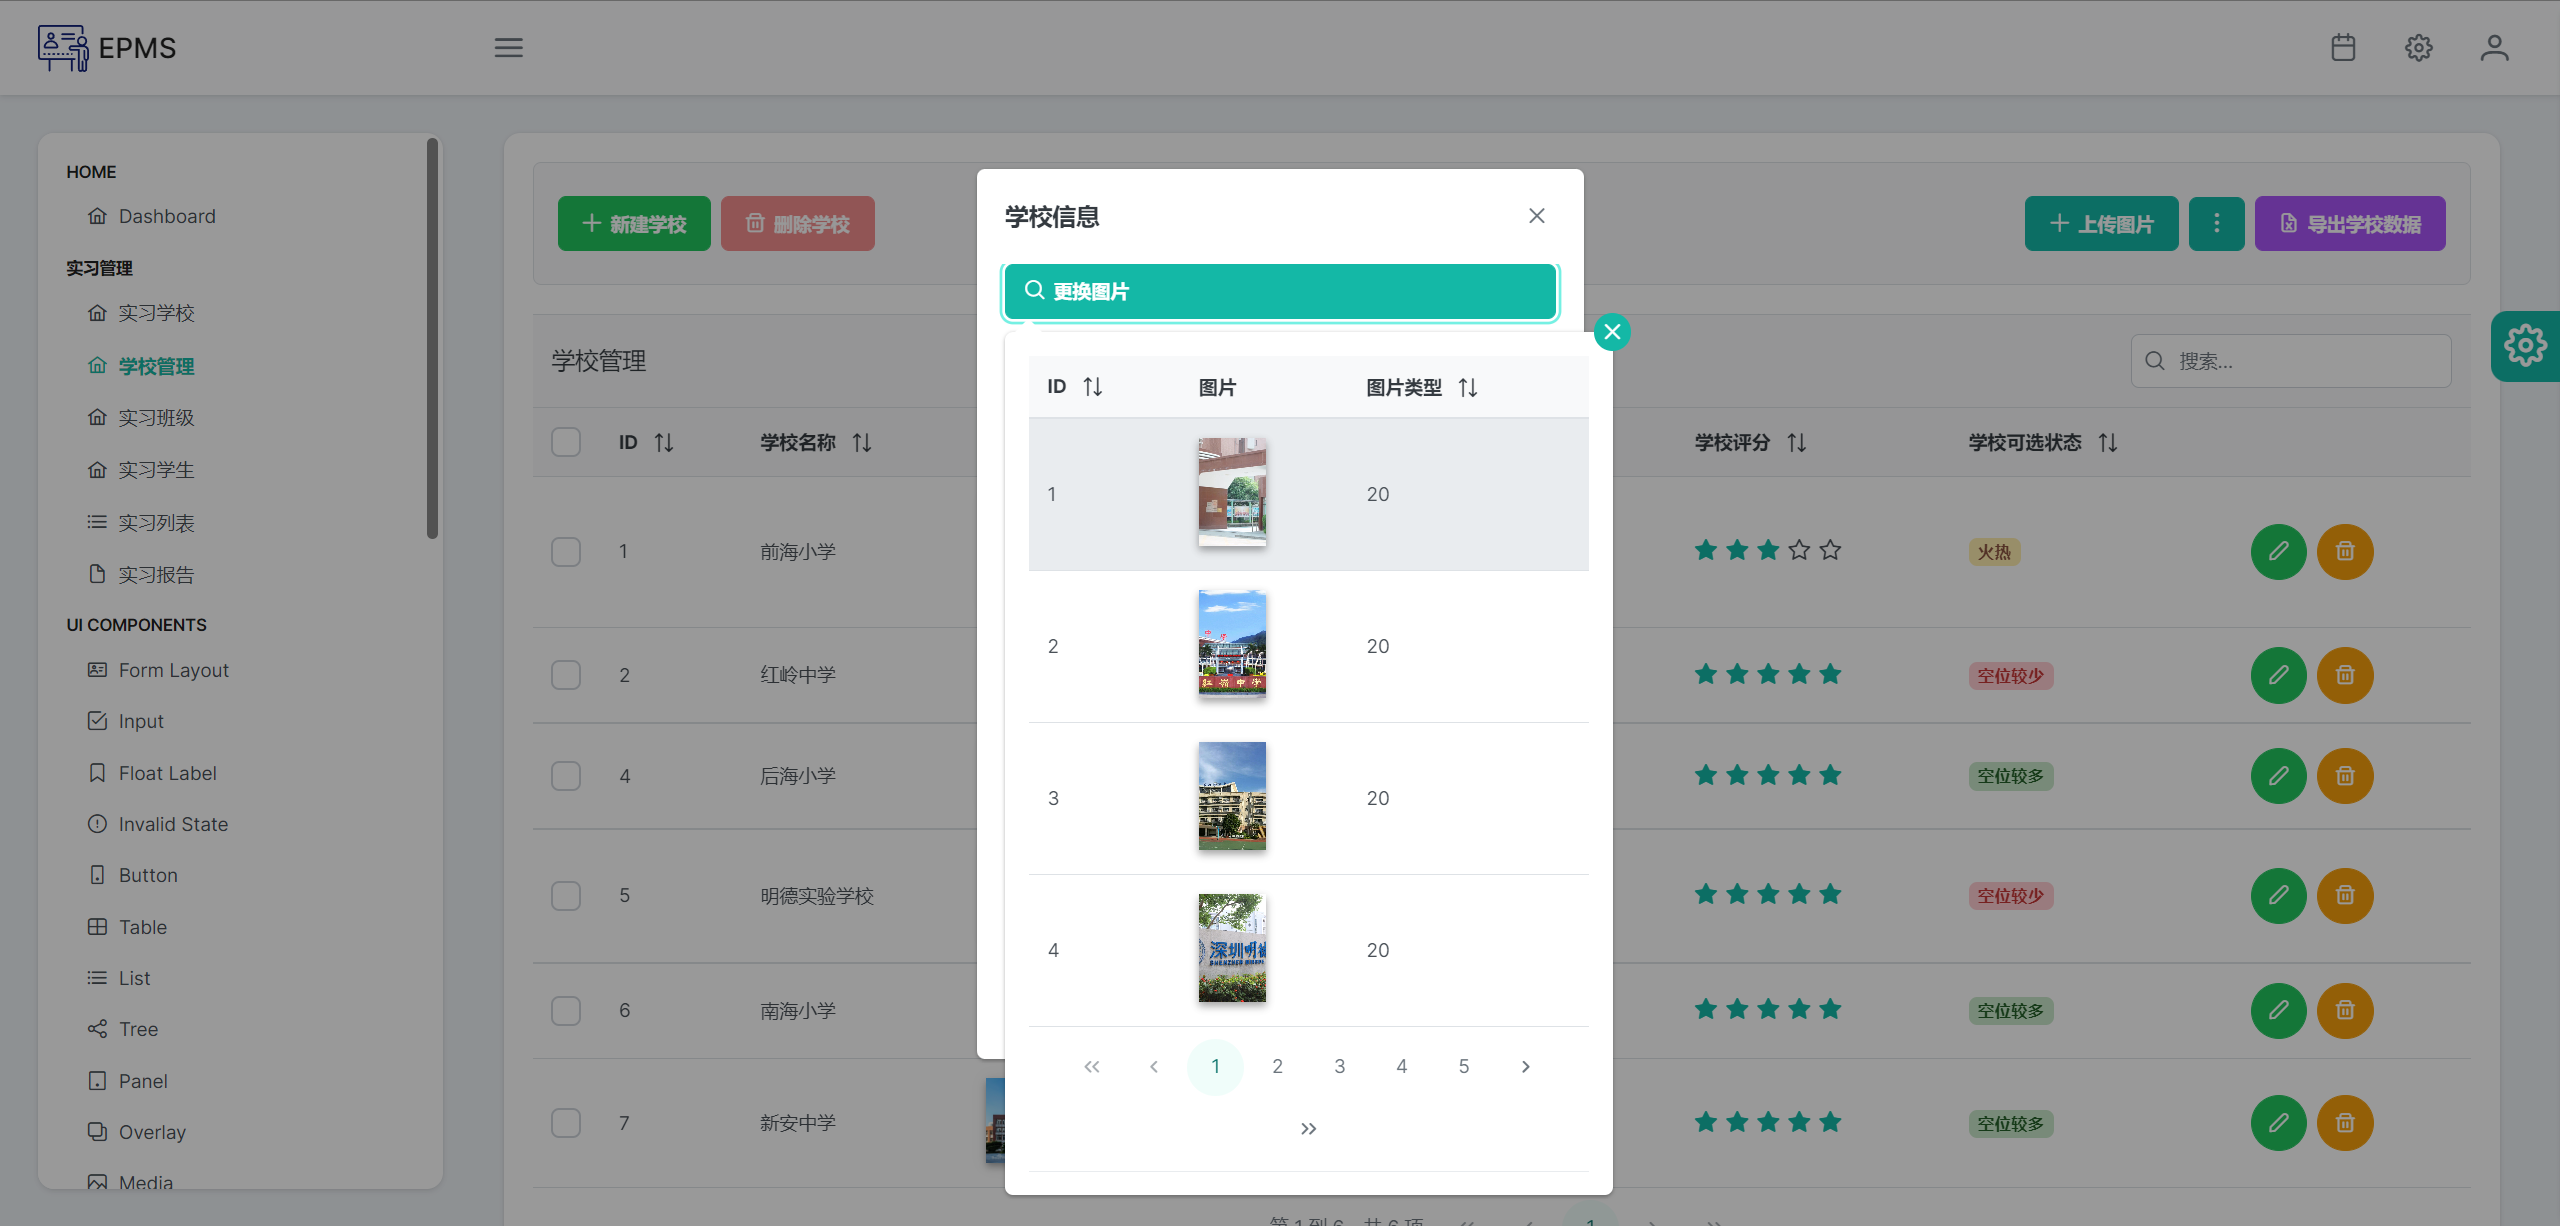 EPMS
HOME
Dashboard
实习管理
实习学校
学校管理
实习班级
实习学生
实习列表
实习报告
UI COMPONENTS
Form Layout
Input
Float Label
Invalid State
Button
Table
List
Tree
Panel
Overlay
Media
新建学校 删除学校 上传图片 导出学校数据
学校管理 搜索...
ID 学校名称 学校评分 学校可选状态
1 前海小学 火热
2 红岭中学 空位较少
4 后海小学 空位较多
5 明德实验学校 空位较少
6 南海小学 空位较多
7 新安中学 空位较多
第 1 到 6 , 共 6 项 1
学校信息
更换图片
ID 图片 图片类型
1 20
2 红岭中学 20
3 20
4 深圳明德 20
1 2 3 4 5